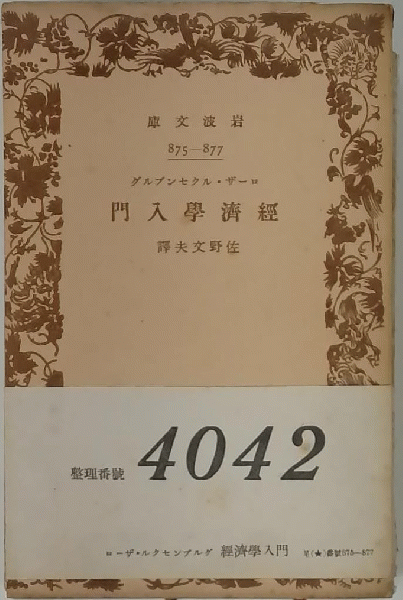 岩波文庫
875—877
ローザ・ルクセンブルグ
經濟學入門
佐野文夫譯
整理番號 4042
ローザ・ルクセンブルグ 經濟學入門 (★) 875—877